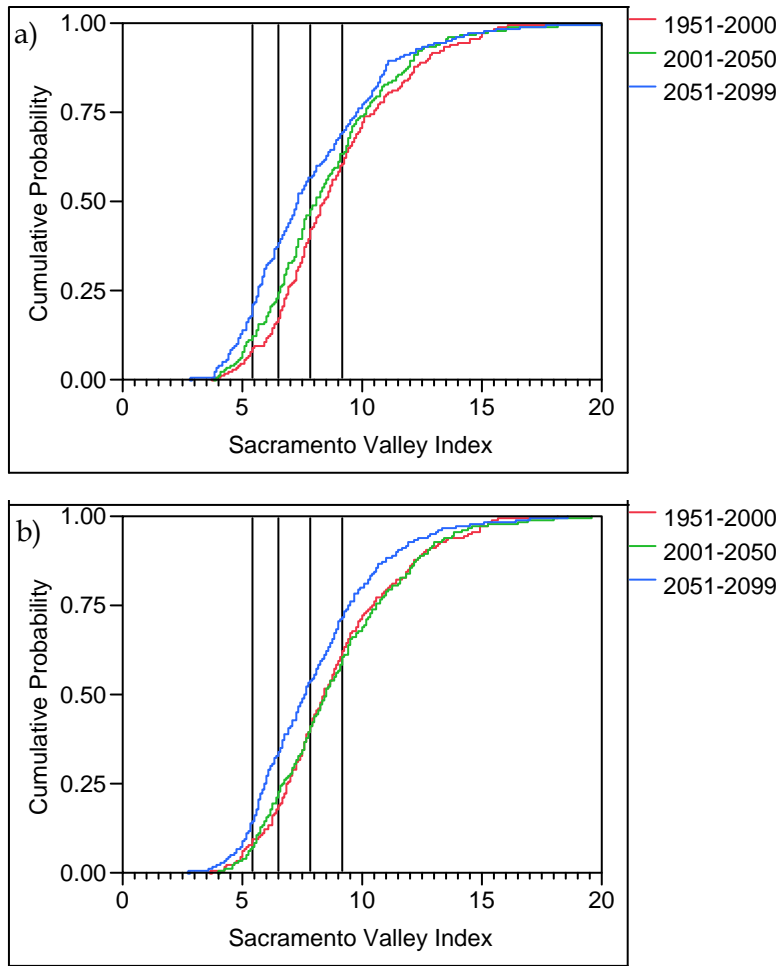 a)
1951-2000
2001-2050
2051-2099
Cumulative Probability
1.00
0.75
0.50
0.25
0.00
0 5 10 15 20
Sacramento Valley Index
b)
1951-2000
2001-2050
2051-2099
Cumulative Probability
1.00
0.75
0.50
0.25
0.00
0 5 10 15 20
Sacramento Valley Index